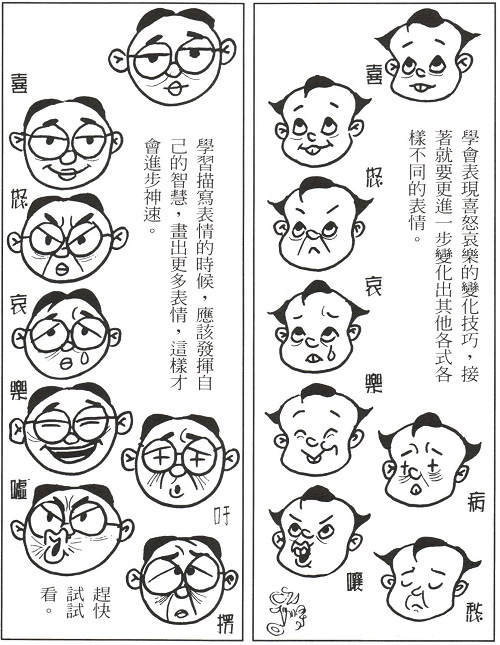 學會表現喜怒哀樂的變化技巧，接
著就要更進一步變化出其他各式各
樣不同的表情。
喜
怒
哀
樂
嚷
病
愁
學習描寫表情的時候，應該發揮自
己的智慧，畫出更多表情，這樣才
會進步神速。
喜
怒
哀
樂
噓
吁
愣
趕快
試試
看。